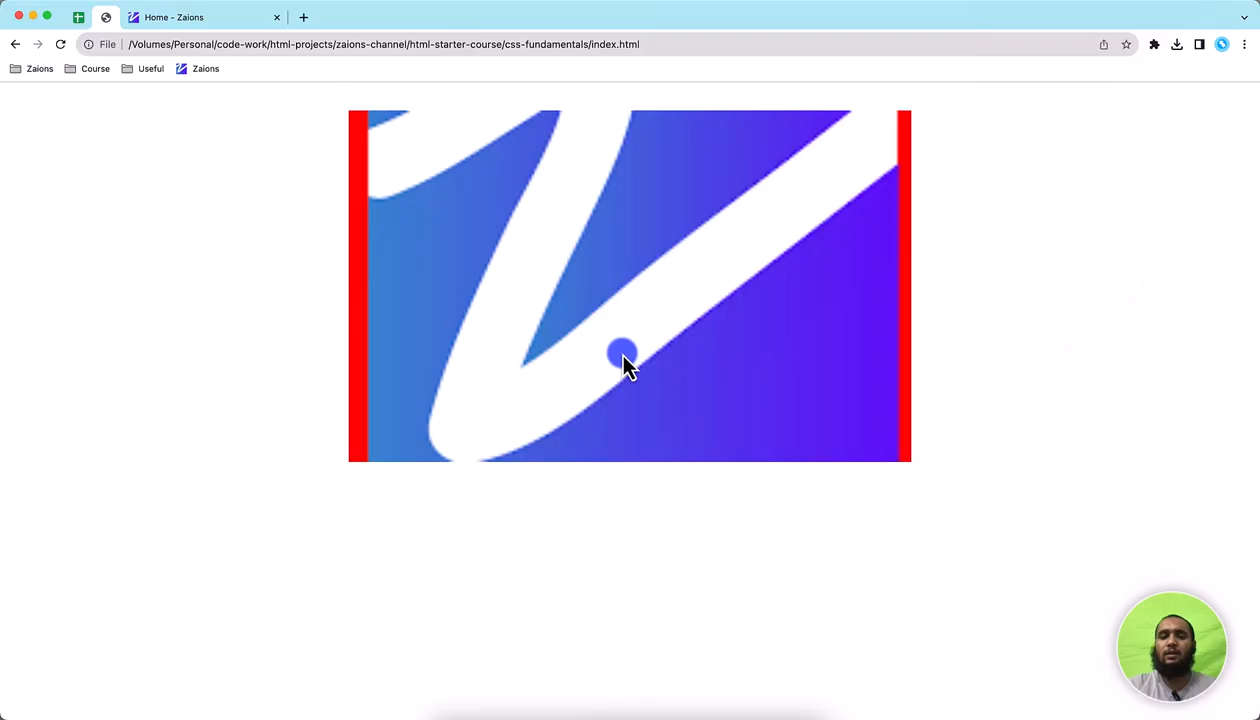 Home - Zaions
File
/Volumes/Personal/code-work/html-projects/zaions-channel/html-starter-course/css-fundamentals/index.html
Zaions
Course
Useful
Zaions